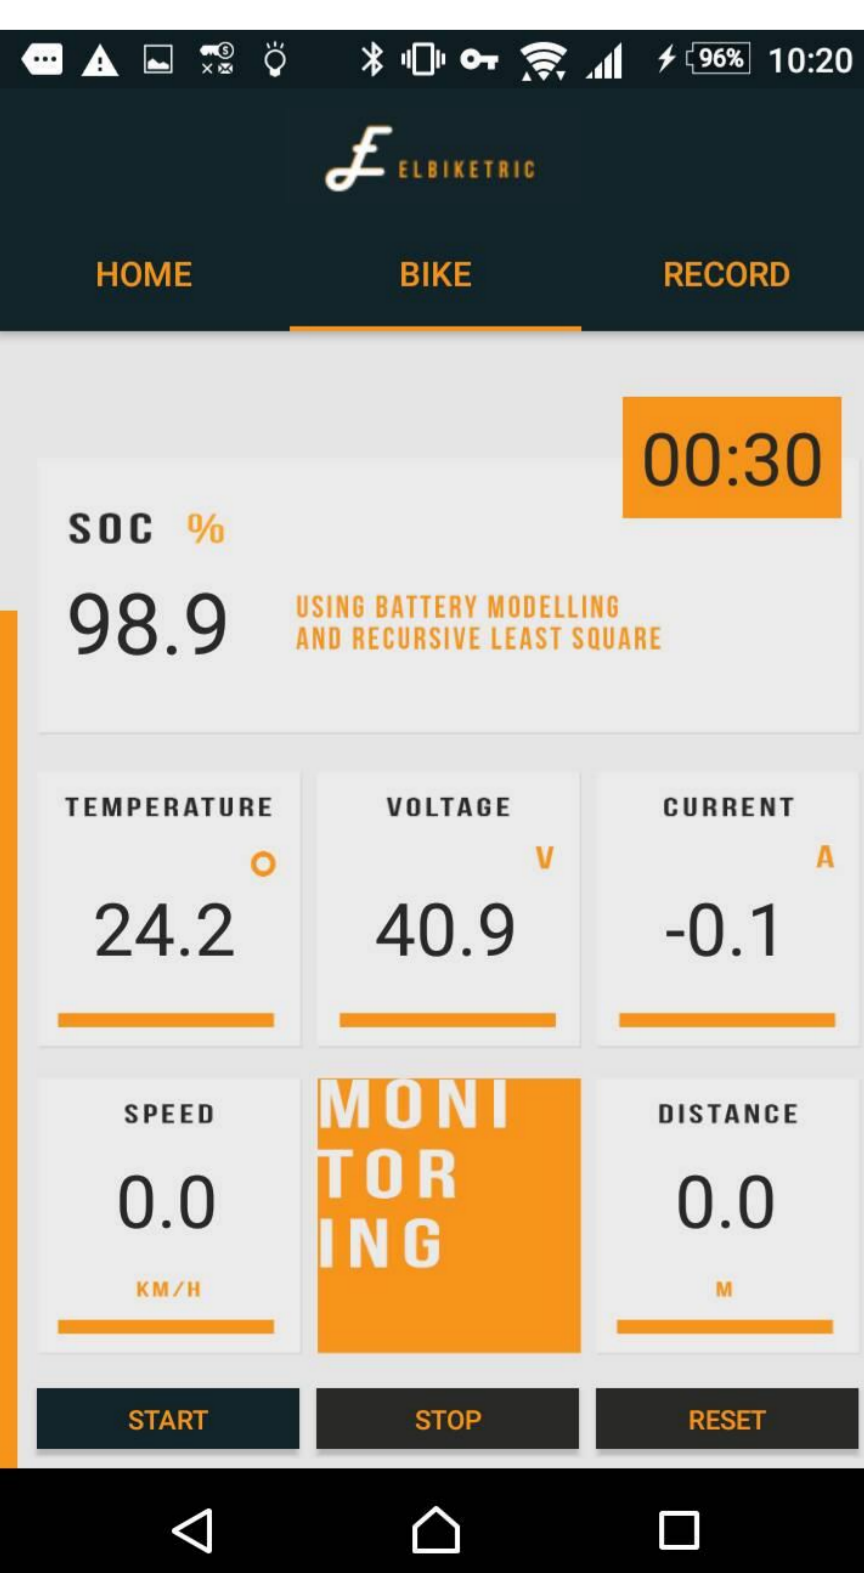 96% 10:20
ELBIKETRIC
HOME BIKE RECORD
00:30
SOC %
98.9
USING BATTERY MODELLING
AND RECURSIVE LEAST SQUARE
TEMPERATURE VOLTAGE CURRENT
V A
24.2 40.9 -0.1
SPEED MONI DISTANCE
0.0 TOR 0.0
ING
KM/H M
START STOP RESET